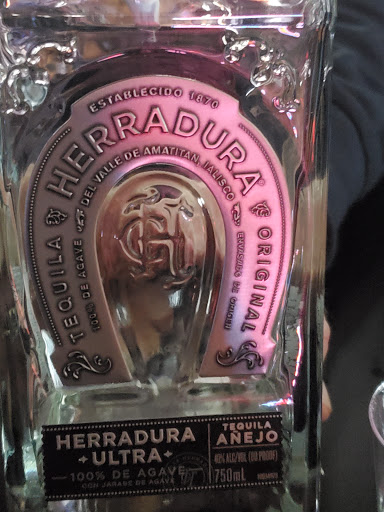 ESTABLECIDO 1870
TEQUILA HERRADURA® ORIGINAL
100% DE AGAVE DEL VALLE DE AMATITAN, JALISCO
HERRADURA
+ULTRA+
100% DE AGAVE
CON JARABE DE AGAVE
TEQUILA
AÑEJO
40% ALC/VOL (80 PROOF)
750mL